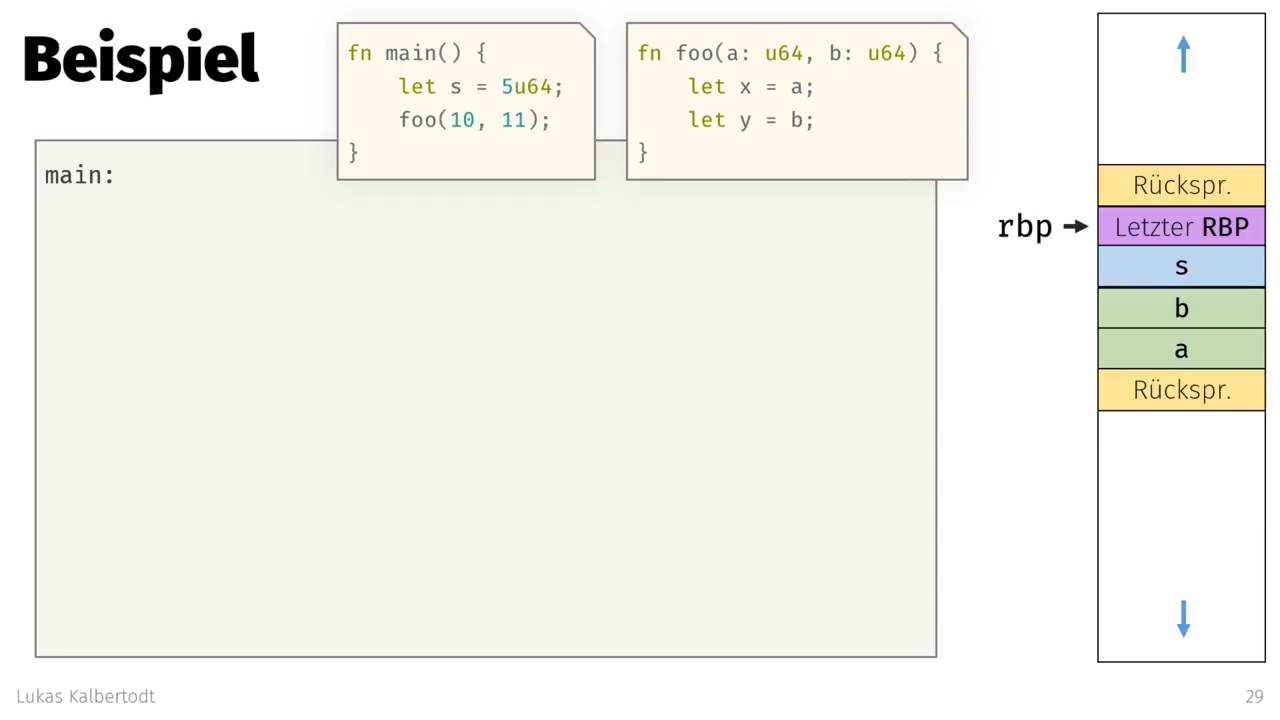 Beispiel
fn main() {
    let s = 5u64;
    foo(10, 11);
}
fn foo(a: u64, b: u64) {
    let x = a;
    let y = b;
}
main:
rbp
Rückspr.
Letzter RBP
s
b
a
Rückspr.
Lukas Kalbertodt
29